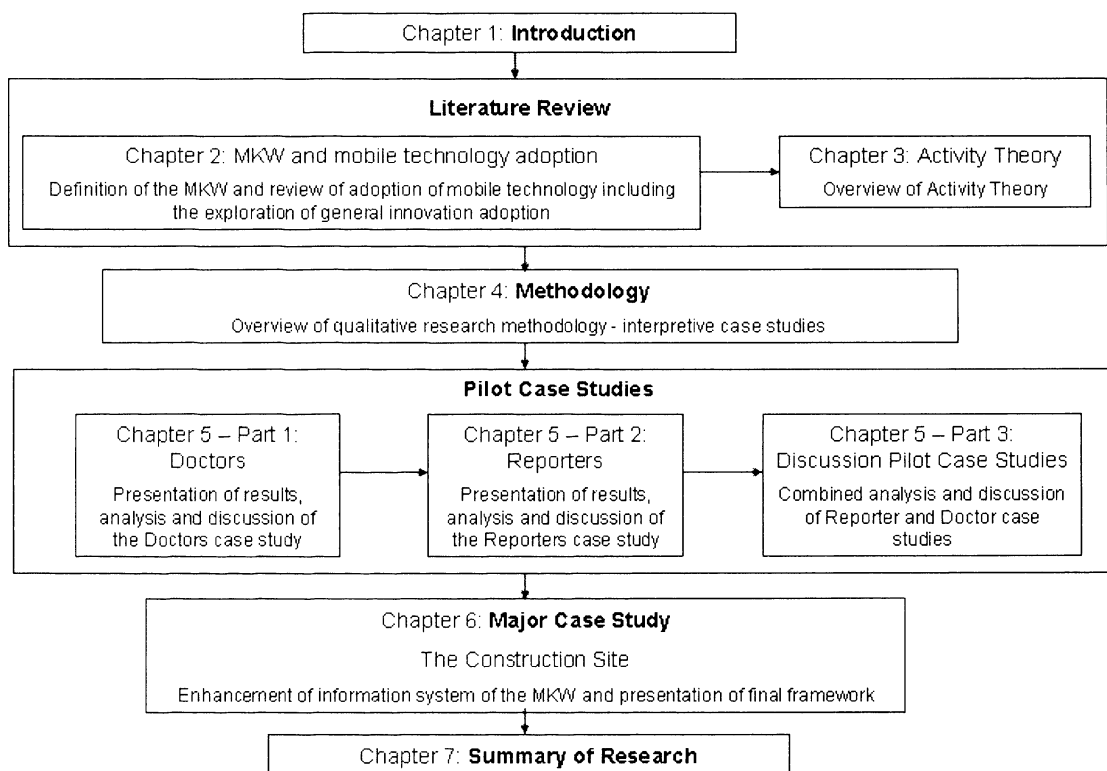 Chapter 1: Introduction
Literature Review
Chapter 2: MKW and mobile technology adoption
Definition of the MKW and review of adoption of mobile technology including
the exploration of general innovation adoption
Chapter 3: Activity Theory
Overview of Activity Theory
Chapter 4: Methodology
Overview of qualitative research methodology - interpretive case studies
Pilot Case Studies
Chapter 5 – Part 1:
Doctors
Presentation of results,
analysis and discussion of
the Doctors case study
Chapter 5 – Part 2:
Reporters
Presentation of results,
analysis and discussion of
the Reporters case study
Chapter 5 – Part 3:
Discussion Pilot Case Studies
Combined analysis and discussion
of Reporter and Doctor case
studies
Chapter 6: Major Case Study
The Construction Site
Enhancement of information system of the MKW and presentation of final framework
Chapter 7: Summary of Research